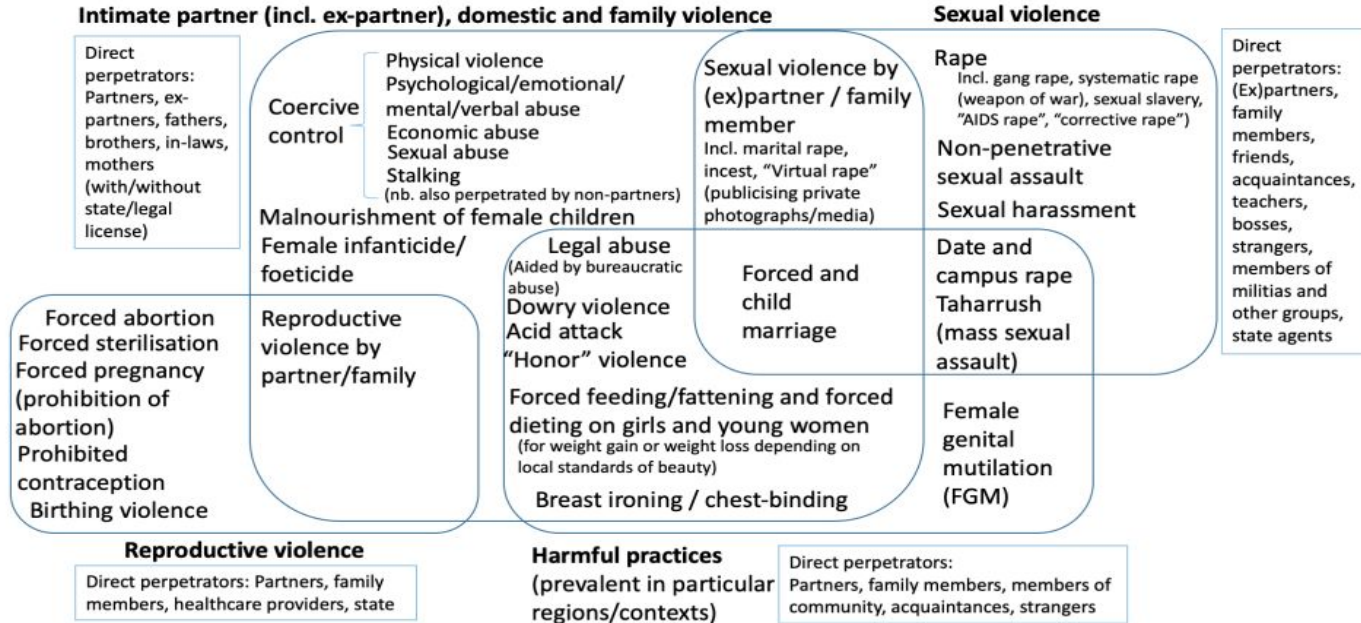 Intimate partner (incl. ex-partner), domestic and family violence
Direct
perpetrators:
Partners, ex-
partners, fathers,
brothers, in-laws,
mothers
(with/without
state/legal
license)
Coercive
control
Physical violence
Psychological/emotional/
mental/verbal abuse
Economic abuse
Sexual abuse
Stalking
(nb. also perpetrated by non-partners)
Malnourishment of female children
Female infanticide/
foeticide
Sexual violence by
(ex)partner / family
member
Incl. marital rape,
incest, “Virtual rape”
(publicising private
photographs/media)
Sexual violence
Rape
Incl. gang rape, systematic rape
(weapon of war), sexual slavery,
”AIDS rape”, “corrective rape”)
Non-penetrative
sexual assault
Sexual harassment
Direct
perpetrators:
(Ex)partners,
family
members,
friends,
acquaintances,
teachers,
bosses,
strangers,
members of
militias and
other groups,
state agents
Forced abortion
Forced sterilisation
Forced pregnancy
(prohibition of
abortion)
Prohibited
contraception
Birthing violence
Reproductive
violence by
partner/family
Legal abuse
(Aided by bureaucratic
abuse)
Dowry violence
Acid attack
“Honor” violence
Forced and
child
marriage
Date and
campus rape
Taharrush
(mass sexual
assault)
Forced feeding/fattening and forced
dieting on girls and young women
(for weight gain or weight loss depending on
local standards of beauty)
Breast ironing / chest-binding
Female
genital
mutilation
(FGM)
Reproductive violence
Direct perpetrators: Partners, family
members, healthcare providers, state
Harmful practices
(prevalent in particular
regions/contexts)
Direct perpetrators:
Partners, family members, members of
community, acquaintances, strangers